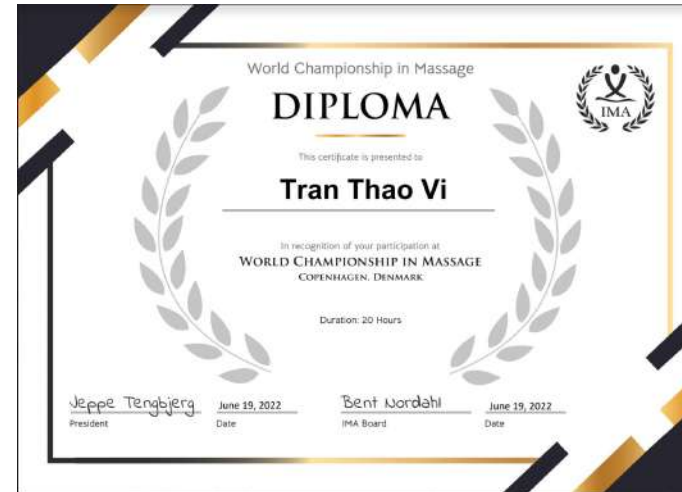 World Championship in Massage
DIPLOMA
IMA
This certificate is presented to
Tran Thao Vi
In recognition of your participation at
WORLD CHAMPIONSHIP IN MASSAGE
COPENHAGEN, DENMARK
Duration: 20 Hours
Jeppe Tengbjerg June 19, 2022 Bent Nordahl June 19, 2022
President Date IMA Board Date